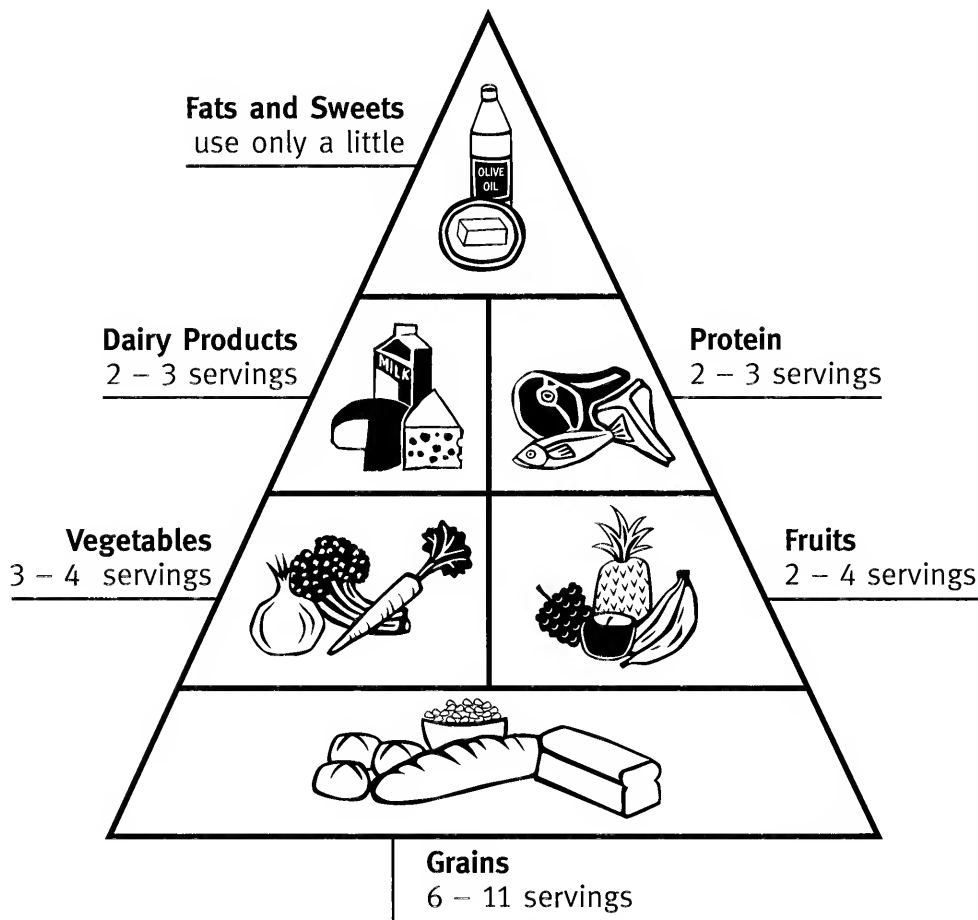 Fats and Sweets
use only a little
OLIVE
OIL
Dairy Products
2 – 3 servings
MILK
Protein
2 – 3 servings
Vegetables
3 – 4 servings
Fruits
2 – 4 servings
Grains
6 – 11 servings